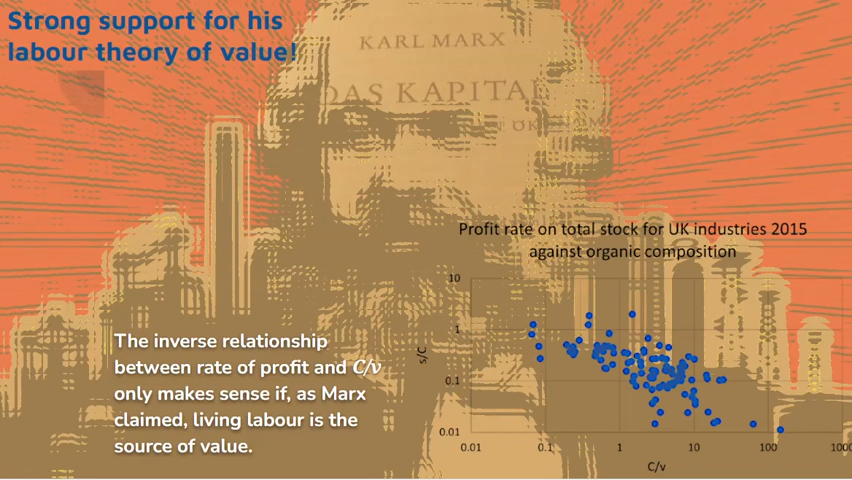 Strong support for his
labour theory of value!
KARL MARX
DAS KAPITAL
Profit rate on total stock for UK industries 2015
against organic composition
The inverse relationship
between rate of profit and C/v
only makes sense if, as Marx
claimed, living labour is the
source of value.
10
1
0.1
0.01
s/C
0.01 0.1 1 10 100 1000
C/v